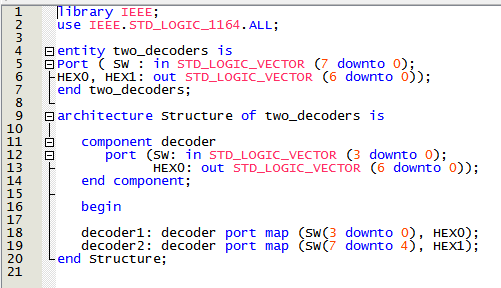 1 library IEEE;
2 use IEEE.STD_LOGIC_1164.ALL;
3
4 entity two_decoders is
5 Port ( SW : in STD_LOGIC_VECTOR (7 downto 0);
6 HEX0, HEX1: out STD_LOGIC_VECTOR (6 downto 0));
7 end two_decoders;
8
9 architecture Structure of two_decoders is
10
11 component decoder
12 port (SW: in STD_LOGIC_VECTOR (3 downto 0);
13 HEX0: out STD_LOGIC_VECTOR (6 downto 0));
14 end component;
15
16 begin
17
18 decoder1: decoder port map (SW(3 downto 0), HEX0);
19 decoder2: decoder port map (SW(7 downto 4), HEX1);
20 end Structure;
21